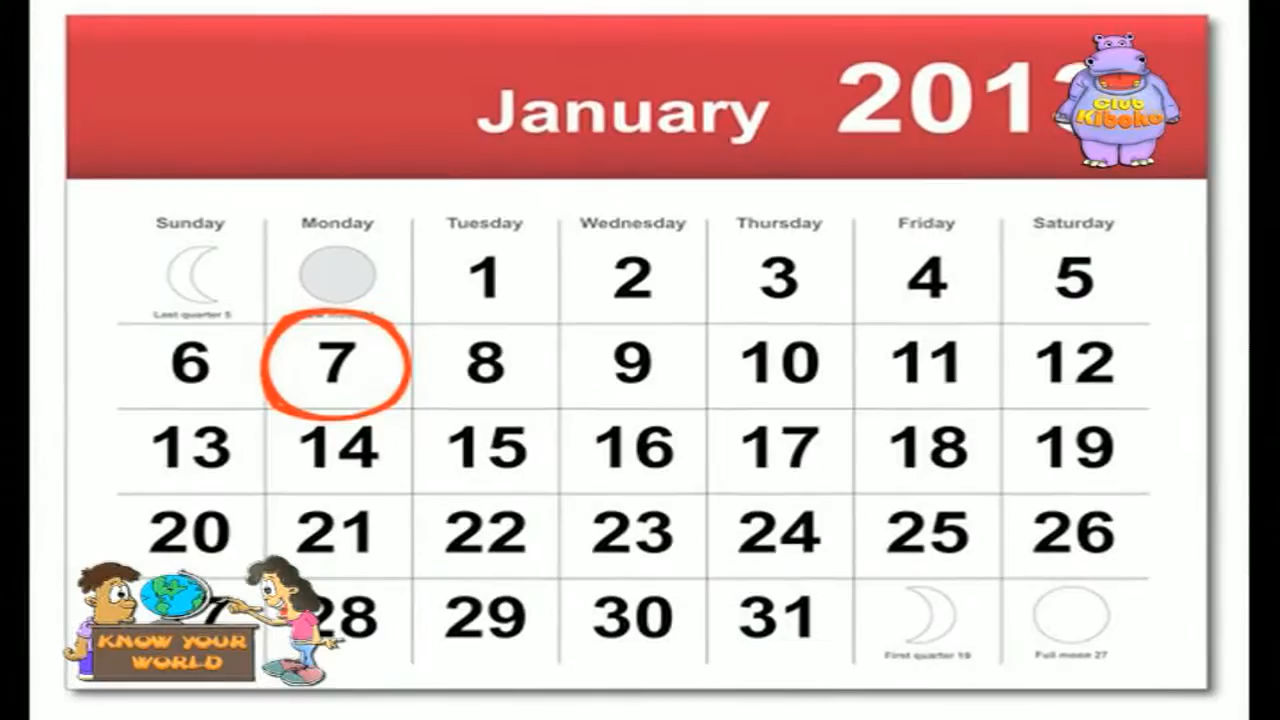 January 201
Club
Kiboko
Sunday Monday Tuesday Wednesday Thursday Friday Saturday
1 2 3 4 5
Last quarter 5
6 7 8 9 10 11 12
13 14 15 16 17 18 19
20 21 22 23 24 25 26
28 29 30 31
First quarter 19 Full moon 27
KNOW YOUR
WORLD